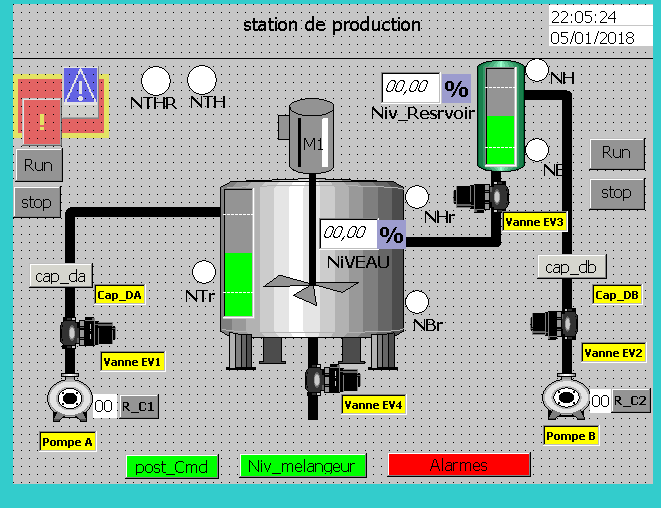 station de production
22:05:24
05/01/2018
NTHR
NTH
00,00 %
Niv_Resrvoir
NH
M1
Run
stop
NB
Run
stop
NHr
Vanne EV3
00,00 %
NiVEAU
cap_da
Cap_DA
NTr
NBr
cap_db
Cap_DB
Vanne EV1
Vanne EV2
00 R_C1
Vanne EV4
00 R_C2
Pompe A
Pompe B
post_Cmd
Niv_melangeur
Alarmes